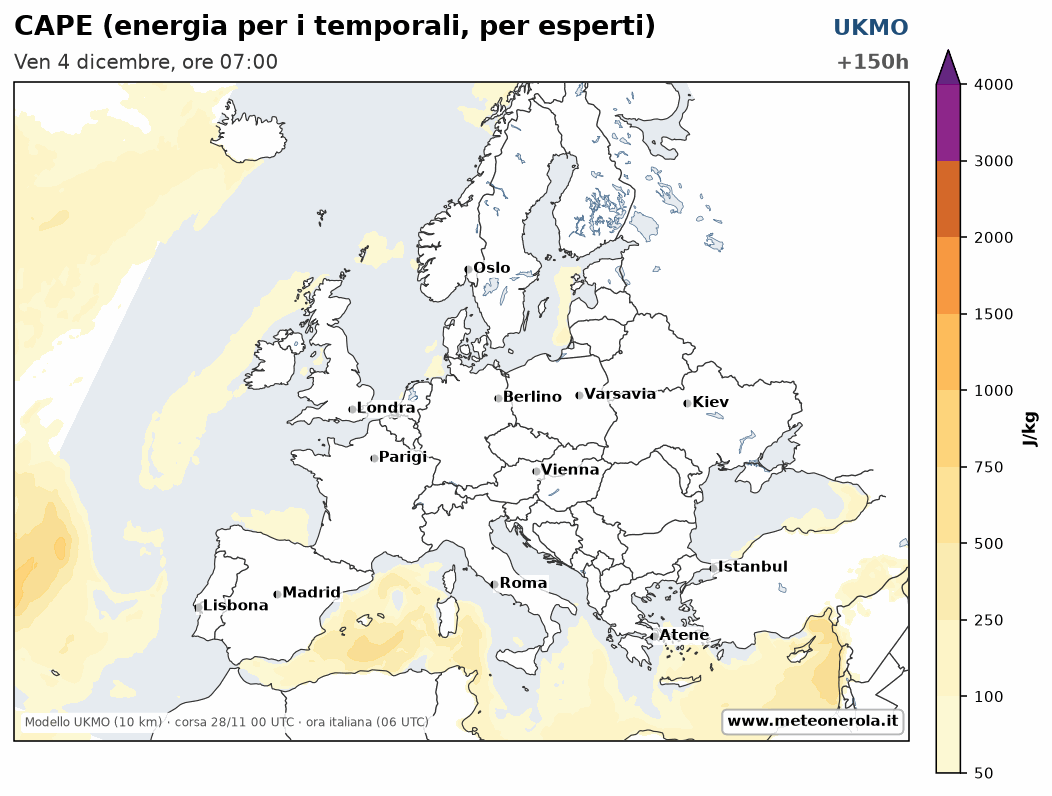 CAPE (energia per i temporali, per esperti)
UKMO
Ven 4 dicembre, ore 07:00
+150h
4000
3000
2000
1500
1000
750
500
250
100
50
J/kg
Oslo
Londra
Berlino
Varsavia
Kiev
Parigi
Vienna
Istanbul
Roma
Madrid
Lisbona
Atene
Modello UKMO (10 km) · corsa 28/11 00 UTC · ora italiana (06 UTC)
www.meteonerola.it